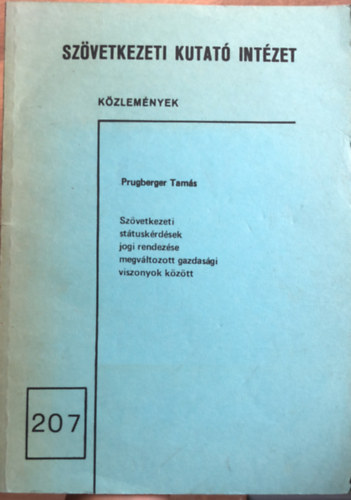 SZÖVETKEZETI KUTATÓ INTÉZET
KÖZLEMÉNYEK
Prugberger Tamás
Szövetkezeti
státuskérdések
jogi rendezése
megváltozott gazdasági
viszonyok között
207